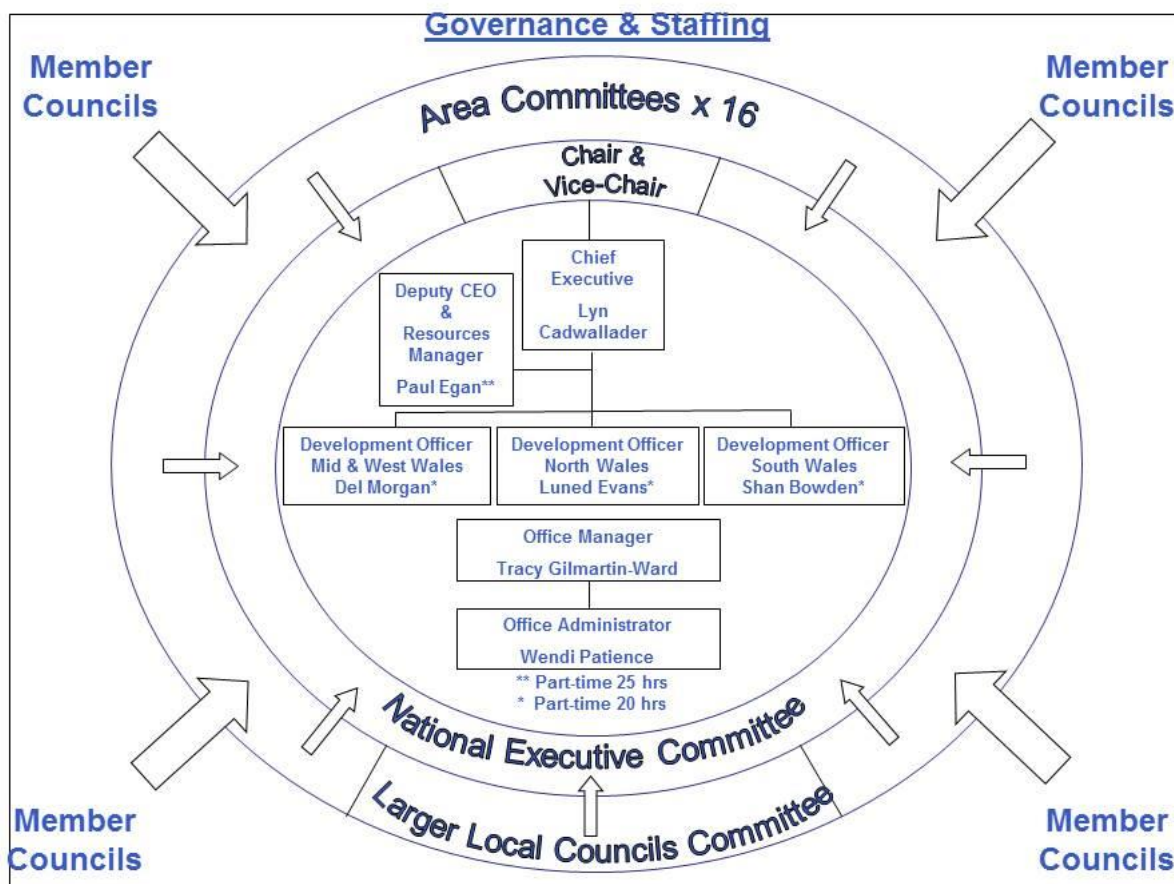 Governance & Staffing
Member
Councils
Member
Councils
Area Committees x 16
Chair &
Vice-Chair
Chief
Executive
Lyn
Cadwallader
Deputy CEO
&
Resources
Manager
Paul Egan**
Development Officer
Mid & West Wales
Del Morgan*
Development Officer
North Wales
Luned Evans*
Development Officer
South Wales
Shan Bowden*
Office Manager
Tracy Gilmartin-Ward
Office Administrator
Wendi Patience
** Part-time 25 hrs
* Part-time 20 hrs
National Executive Committee
Larger Local Councils Committee
Member
Councils
Member
Councils